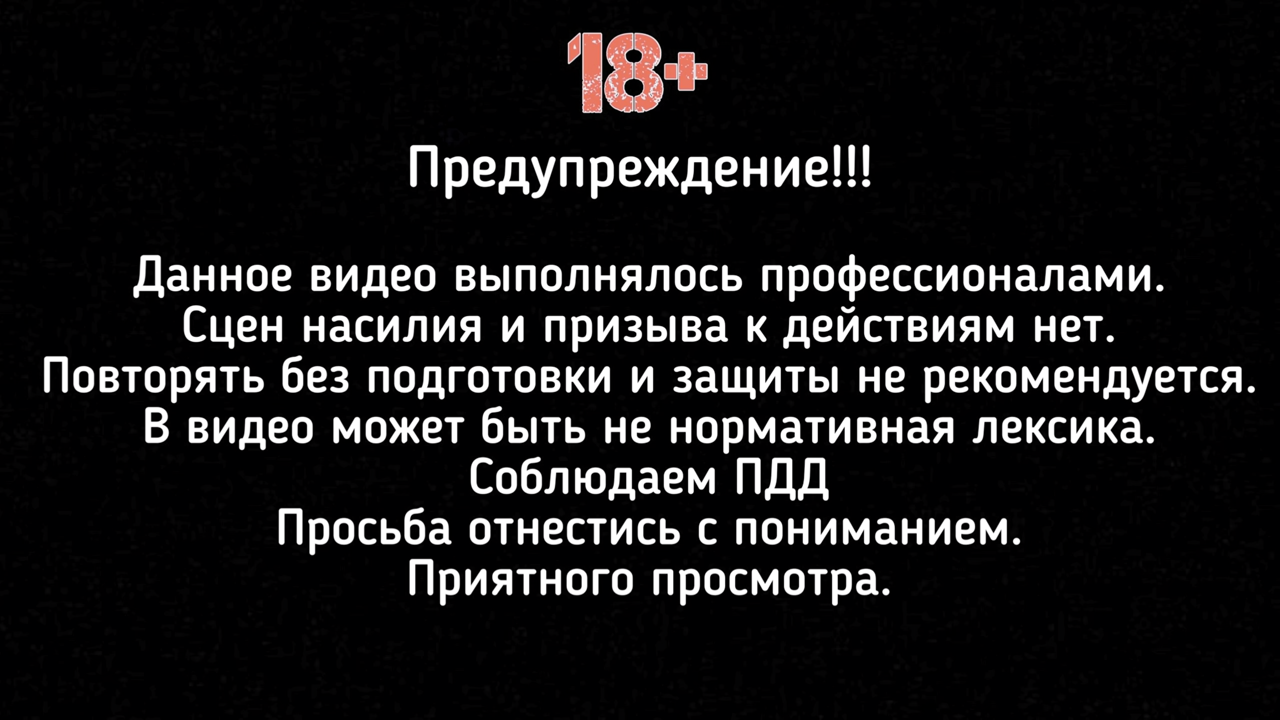 18+
Предупреждение!!!
Данное видео выполнялось профессионалами.
Сцен насилия и призыва к действиям нет.
Повторять без подготовки и защиты не рекомендуется.
В видео может быть не нормативная лексика.
Соблюдаем ПДД
Просьба отнестись с пониманием.
Приятного просмотра.